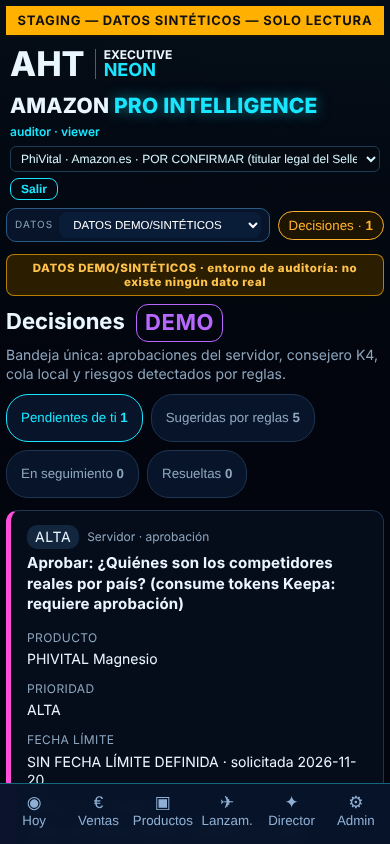 STAGING — DATOS SINTÉTICOS — SOLO LECTURA
AHT
EXECUTIVE
NEON
AMAZON PRO INTELLIGENCE
auditor · viewer
PhiVital · Amazon.es · POR CONFIRMAR (titular legal del Selle
Salir
DATOS DATOS DEMO/SINTÉTICOS
Decisiones · 1
DATOS DEMO/SINTÉTICOS · entorno de auditoría: no
existe ningún dato real
Decisiones DEMO
Bandeja única: aprobaciones del servidor, consejero K4,
cola local y riesgos detectados por reglas.
Pendientes de ti 1
Sugeridas por reglas 5
En seguimiento 0
Resueltas 0
ALTA Servidor · aprobación
Aprobar: ¿Quiénes son los competidores
reales por país? (consume tokens Keepa:
requiere aprobación)
PRODUCTO
PHIVITAL Magnesio
PRIORIDAD
ALTA
FECHA LÍMITE
SIN FECHA LÍMITE DEFINIDA · solicitada 2026-11-
20
Hoy
€
Ventas
Productos
Lanzam.
Director
Admin